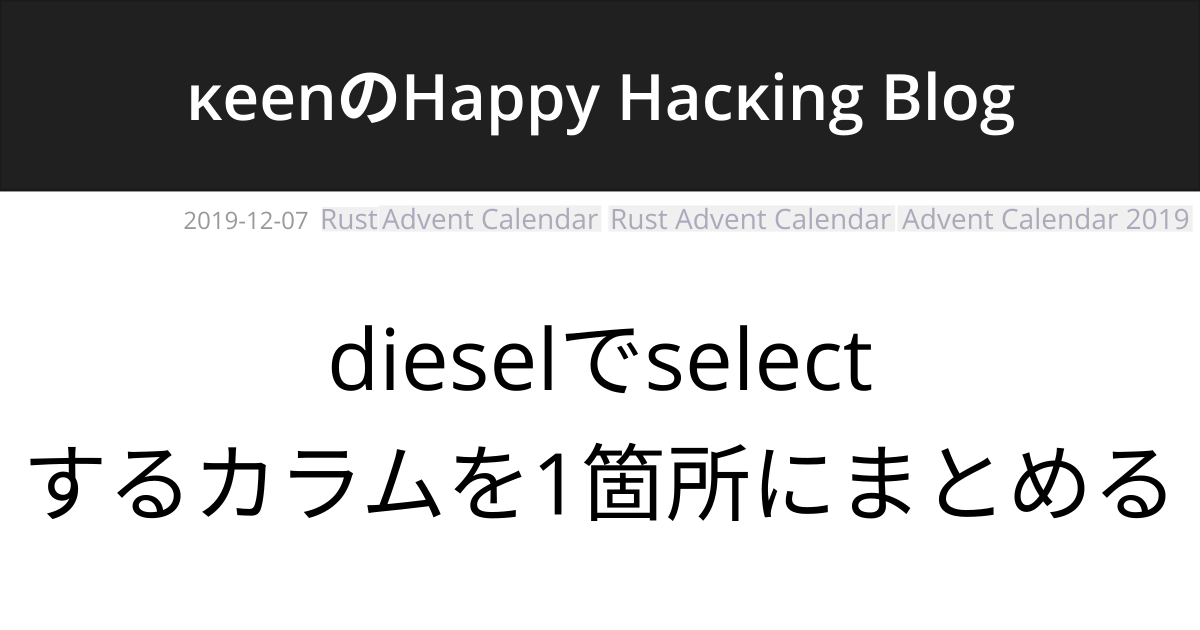 κeenのHappy Hacκing Blog
2019-12-07 Rust Advent Calendar Rust Advent Calendar Advent Calendar 2019
dieselでselect
するカラムを1箇所にまとめる